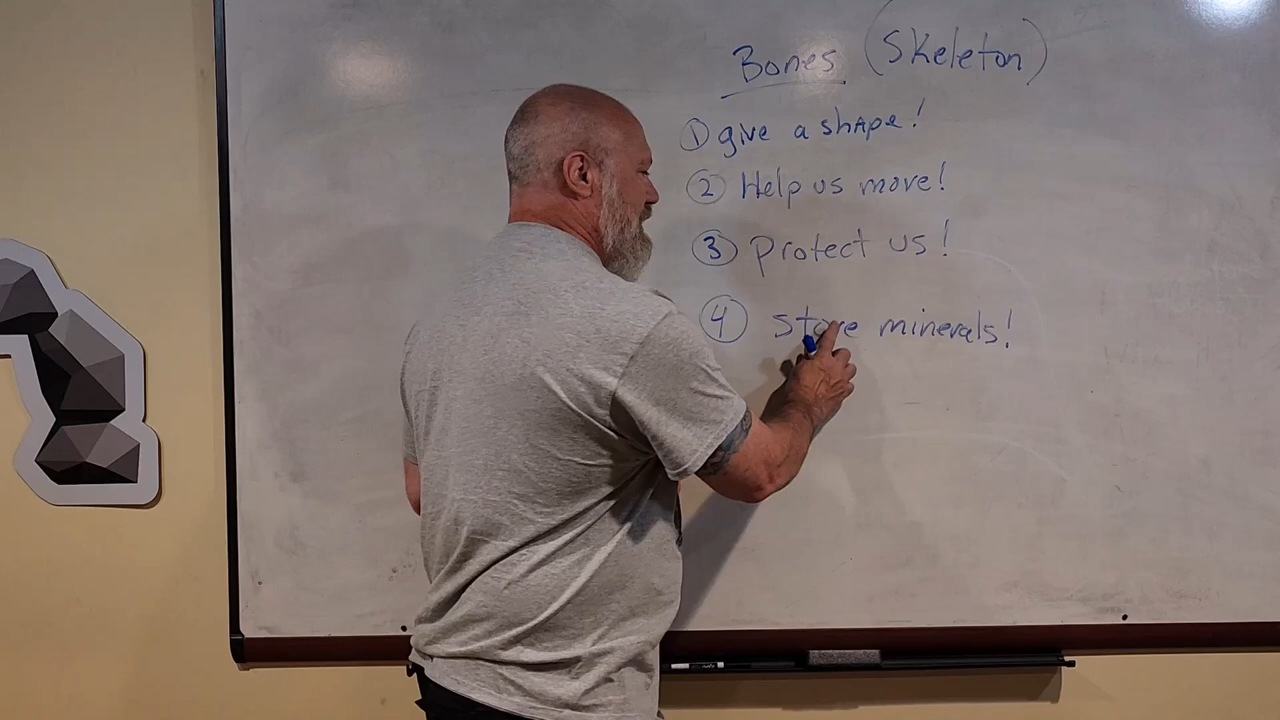 Bones (Skeleton)
① give a shape!
② Help us move!
③ Protect us!
④ Store minerals!